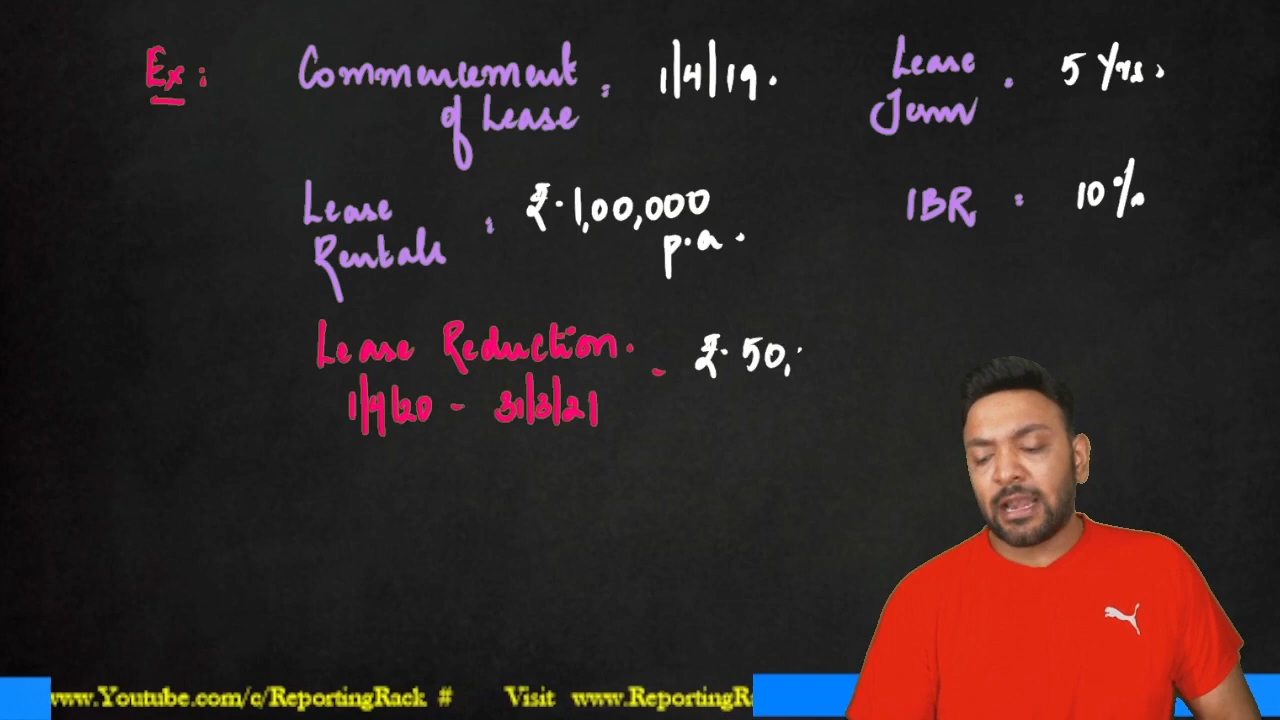 Ex :
Commencement of Lease : 1/4/19.
Lease Term : 5 Yrs.
Lease Rentals : ₹. 1,00,000 p.a.
IBR : 10%
Lease Reduction. 1/4/20 - 31/3/21 - ₹. 50,
www.Youtube.com/c/ReportingRack # Visit www.ReportingR